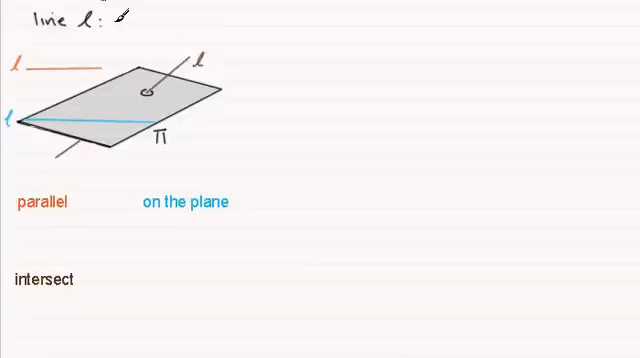 line l:
l
l
l
π
parallel
on the plane
intersect